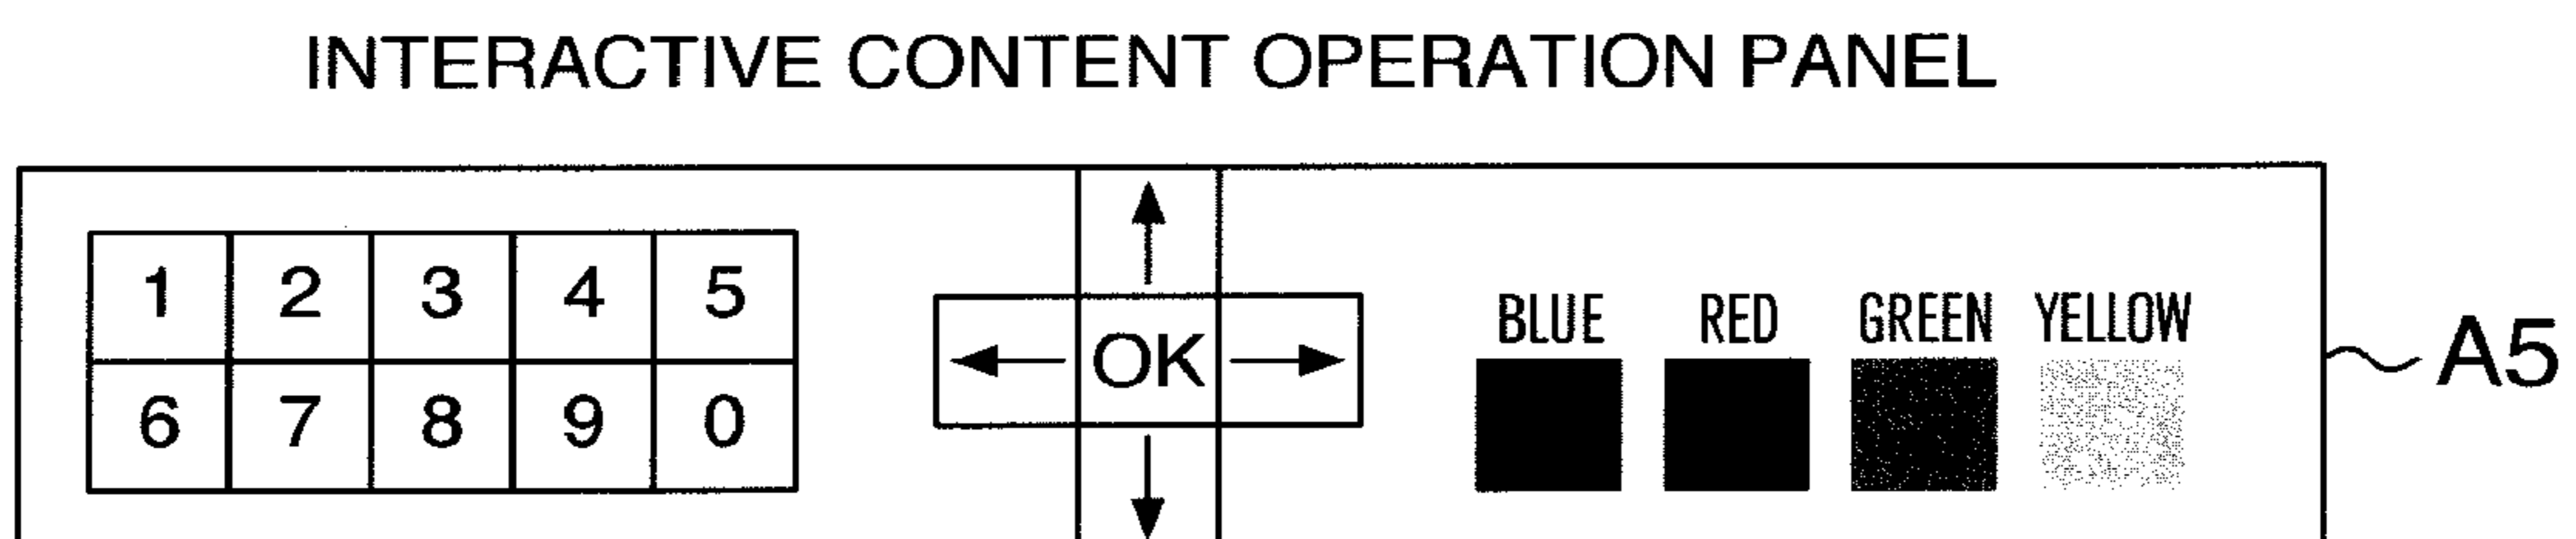 INTERACTIVE CONTENT OPERATION PANEL
1 2 3 4 5
6 7 8 9 0
OK
BLUE RED GREEN YELLOW
A5